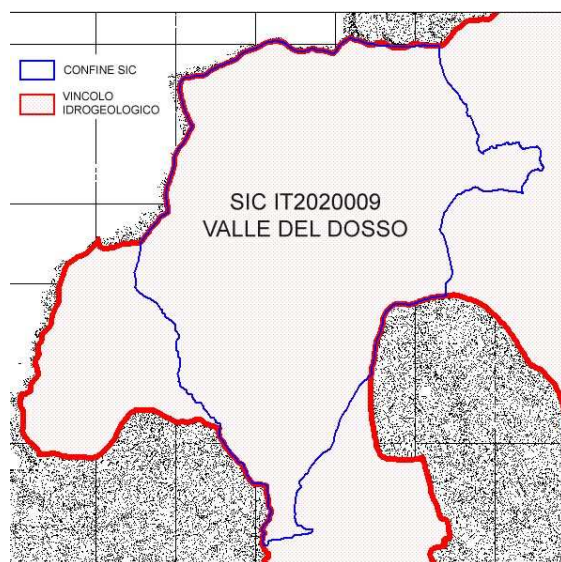 CONFINE SIC
VINCOLO
IDROGEOLOGICO
SIC IT2020009
VALLE DEL DOSSO